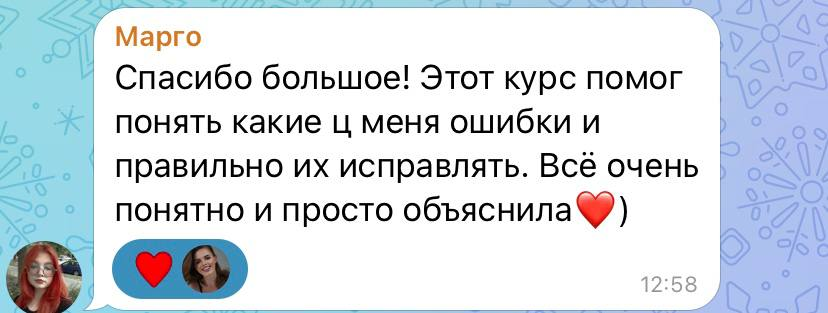 Марго
Спасибо большое! Этот курс помог
понять какие ц меня ошибки и
правильно их исправлять. Всё очень
понятно и просто объяснила❤️)
12:58